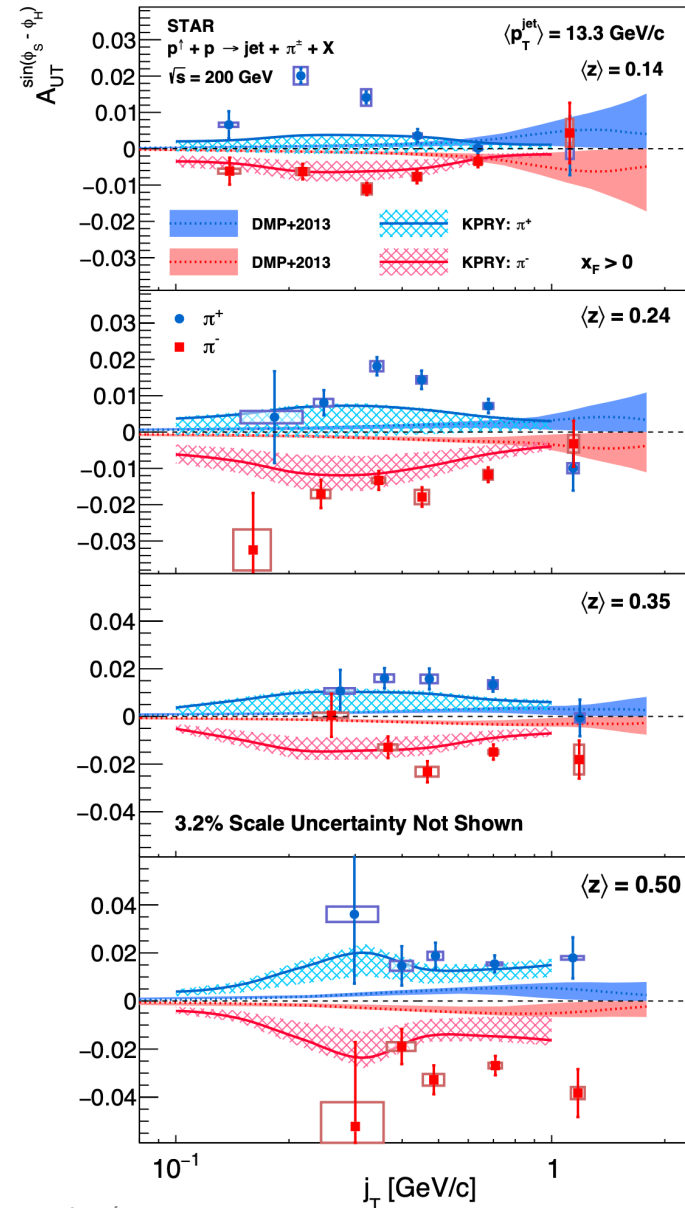 A_UT^sin(ϕ_S - ϕ_H)
STAR
p↑ + p → jet + π± + X
√s = 200 GeV
⟨p_T^jet⟩ = 13.3 GeV/c
⟨z⟩ = 0.14
0.03
0.02
0.01
0
−0.01
−0.02
−0.03
DMP+2013
KPRY: π+
DMP+2013
KPRY: π-
x_F > 0
π+
π-
⟨z⟩ = 0.24
0.03
0.02
0.01
0
−0.01
−0.02
−0.03
⟨z⟩ = 0.35
0.04
0.02
0
−0.02
−0.04
3.2% Scale Uncertainty Not Shown
⟨z⟩ = 0.50
0.04
0.02
0
−0.02
−0.04
10^−1
1
j_T [GeV/c]